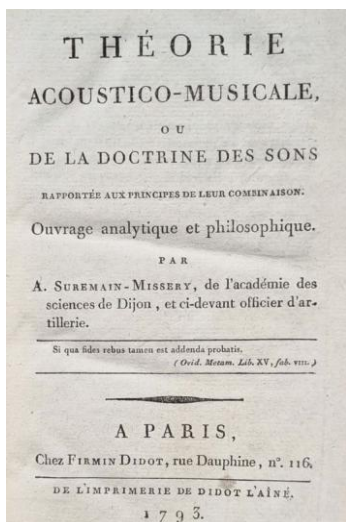 THÉORIE
ACOUSTICO-MUSICALE,
OU
DE LA DOCTRINE DES SONS
RAPPORTÉE AUX PRINCIPES DE LEUR COMBINAISON.
Ouvrage analytique et philosophique.
PAR
A. SUREMAIN-MISSERY, de l'académie des
sciences de Dijon, et ci-devant officier d'ar-
tillerie.
Si qua fides rebus tamen est addenda probatis.
(Ovid. Metam. Lib. XV, fab. VIII.)
A PARIS,
Chez FIRMIN DIDOT, rue Dauphine, n°. 116.
DE L'IMPRIMERIE DE DIDOT L'AÎNÉ.
1793.